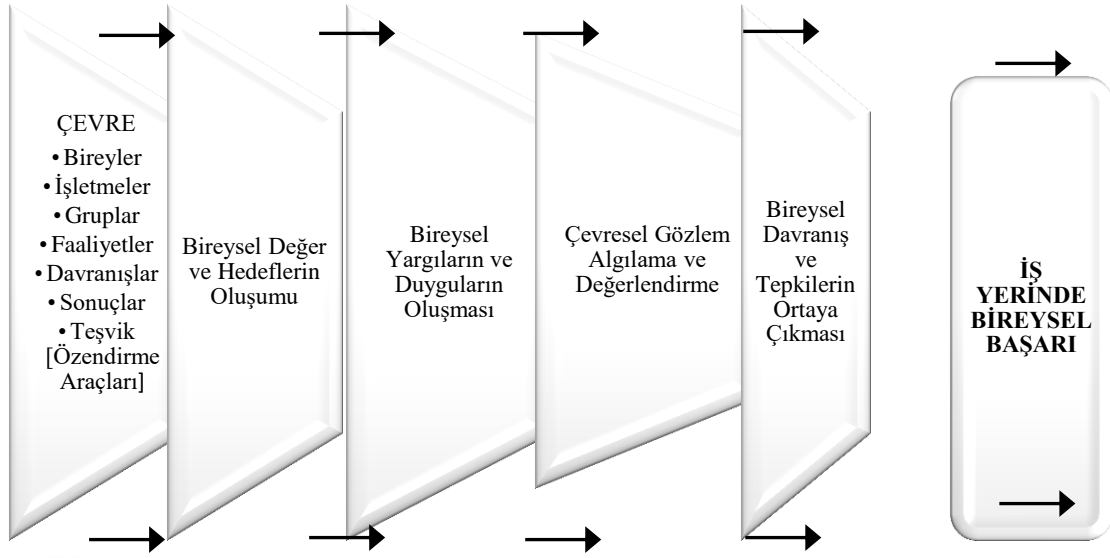 ÇEVRE
• Bireyler
• İşletmeler
• Gruplar
• Faaliyetler
• Davranışlar
• Sonuçlar
• Teşvik
[Özendirme
Araçları]
Bireysel Değer
ve Hedeflerin
Oluşumu
Bireysel
Yargıların ve
Duyguların
Oluşması
Çevresel Gözlem
Algılama ve
Değerlendirme
Bireysel
Davranış
ve
Tepkilerin
Ortaya
Çıkması
İŞ
YERİNDE
BİREYSEL
BAŞARI